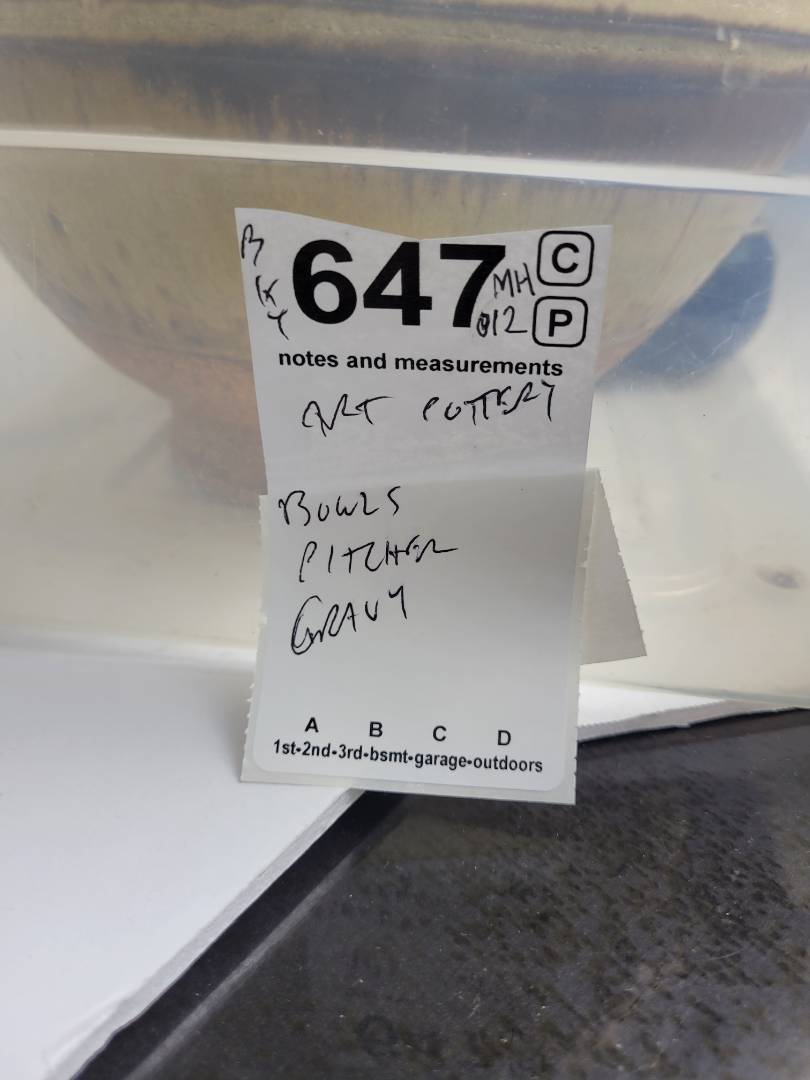 647
MH
012
C
P
notes and measurements
ART POTTERY
BOWLS
PITCHER
GRAVY
A B C D
1st-2nd-3rd-bsmt-garage-outdoors